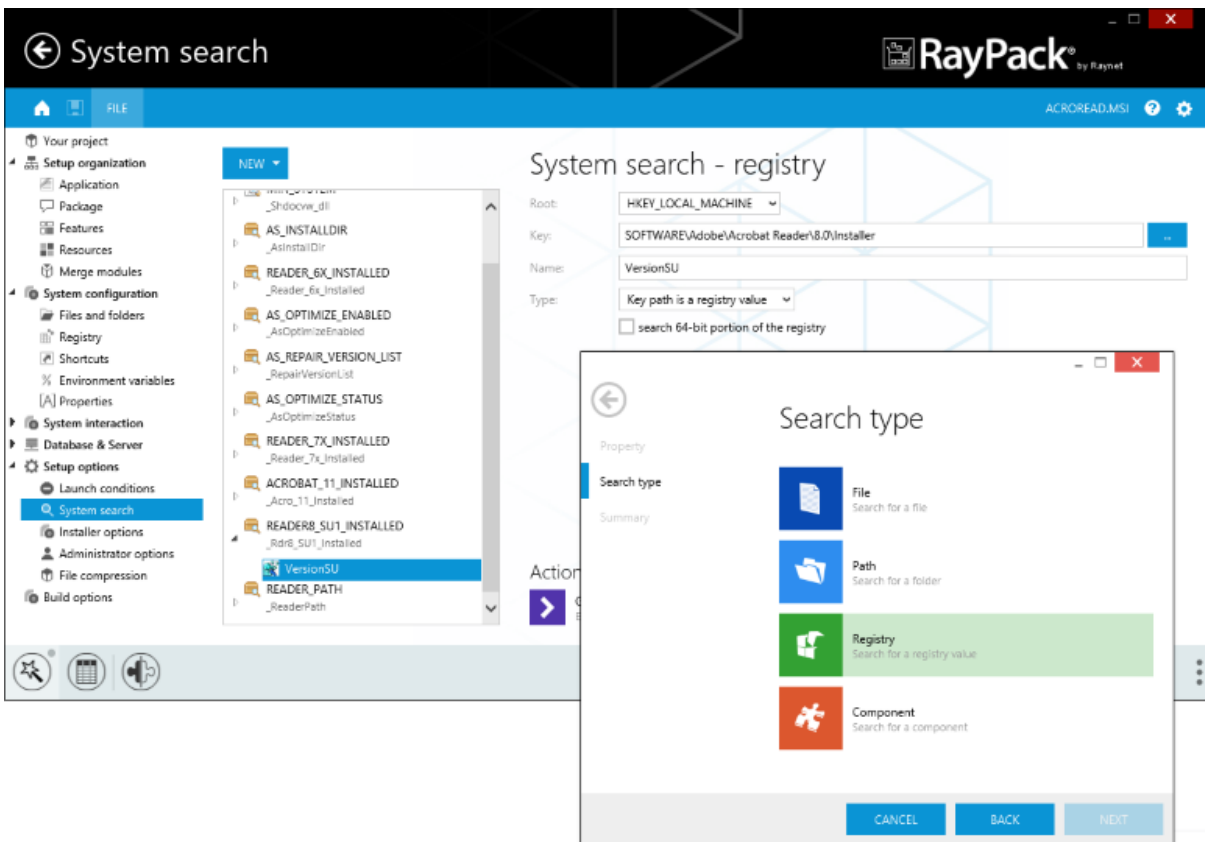 System search
RayPack®
by Raynet
FILE
ACROREAD.MSI
Your project
Setup organization
Application
Package
Features
Resources
Merge modules
System configuration
Files and folders
Registry
Shortcuts
Environment variables
[A] Properties
System interaction
Database & Server
Setup options
Launch conditions
System search
Installer options
Administrator options
File compression
Build options
NEW
_Shdocvw_dll
AS_INSTALLDIR
_AsInstallDir
READER_6X_INSTALLED
_Reader_6x_Installed
AS_OPTIMIZE_ENABLED
_AsOptimizeEnabled
AS_REPAIR_VERSION_LIST
_RepairVersionList
AS_OPTIMIZE_STATUS
_AsOptimizeStatus
READER_7X_INSTALLED
_Reader_7x_Installed
ACROBAT_11_INSTALLED
_Acro_11_Installed
READER8_SU1_INSTALLED
_Rdr8_SU1_Installed
VersionSU
READER_PATH
_ReaderPath
System search - registry
Root: HKEY_LOCAL_MACHINE
Key: SOFTWARE\Adobe\Acrobat Reader\8.0\Installer ...
Name: VersionSU
Type: Key path is a registry value
search 64-bit portion of the registry
Action
Property
Search type
Summary
Search type
File
Search for a file
Path
Search for a folder
Registry
Search for a registry value
Component
Search for a component
CANCEL BACK NEXT